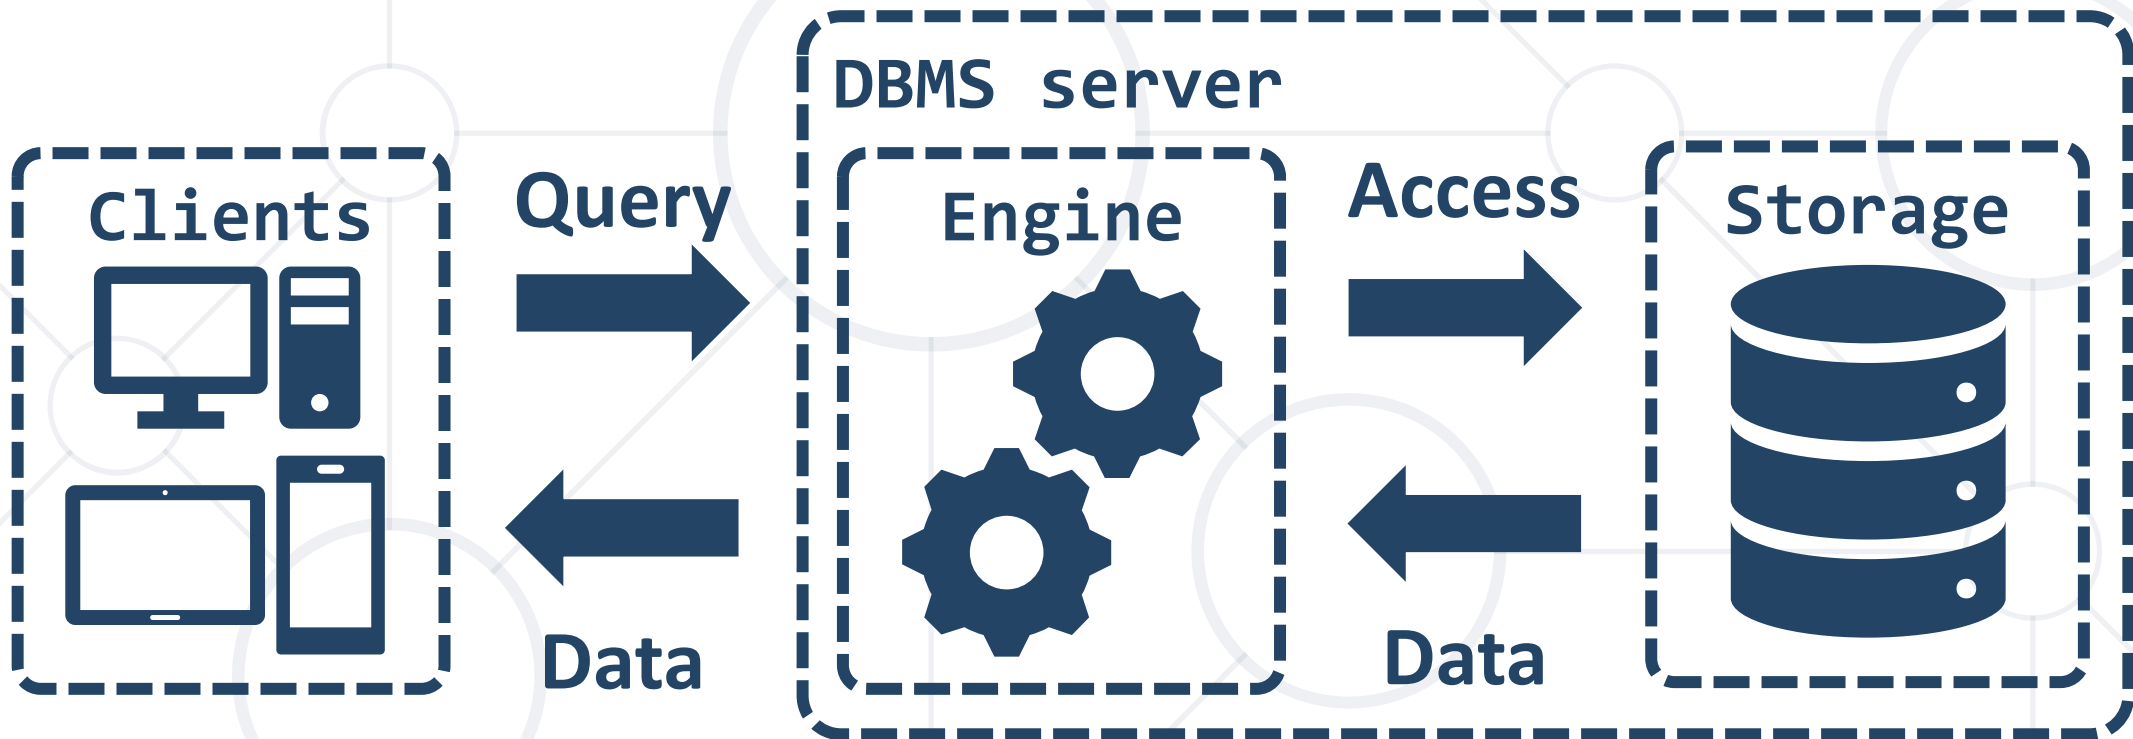 DBMS server
Clients
Query
Engine
Access
Storage
Data
Data